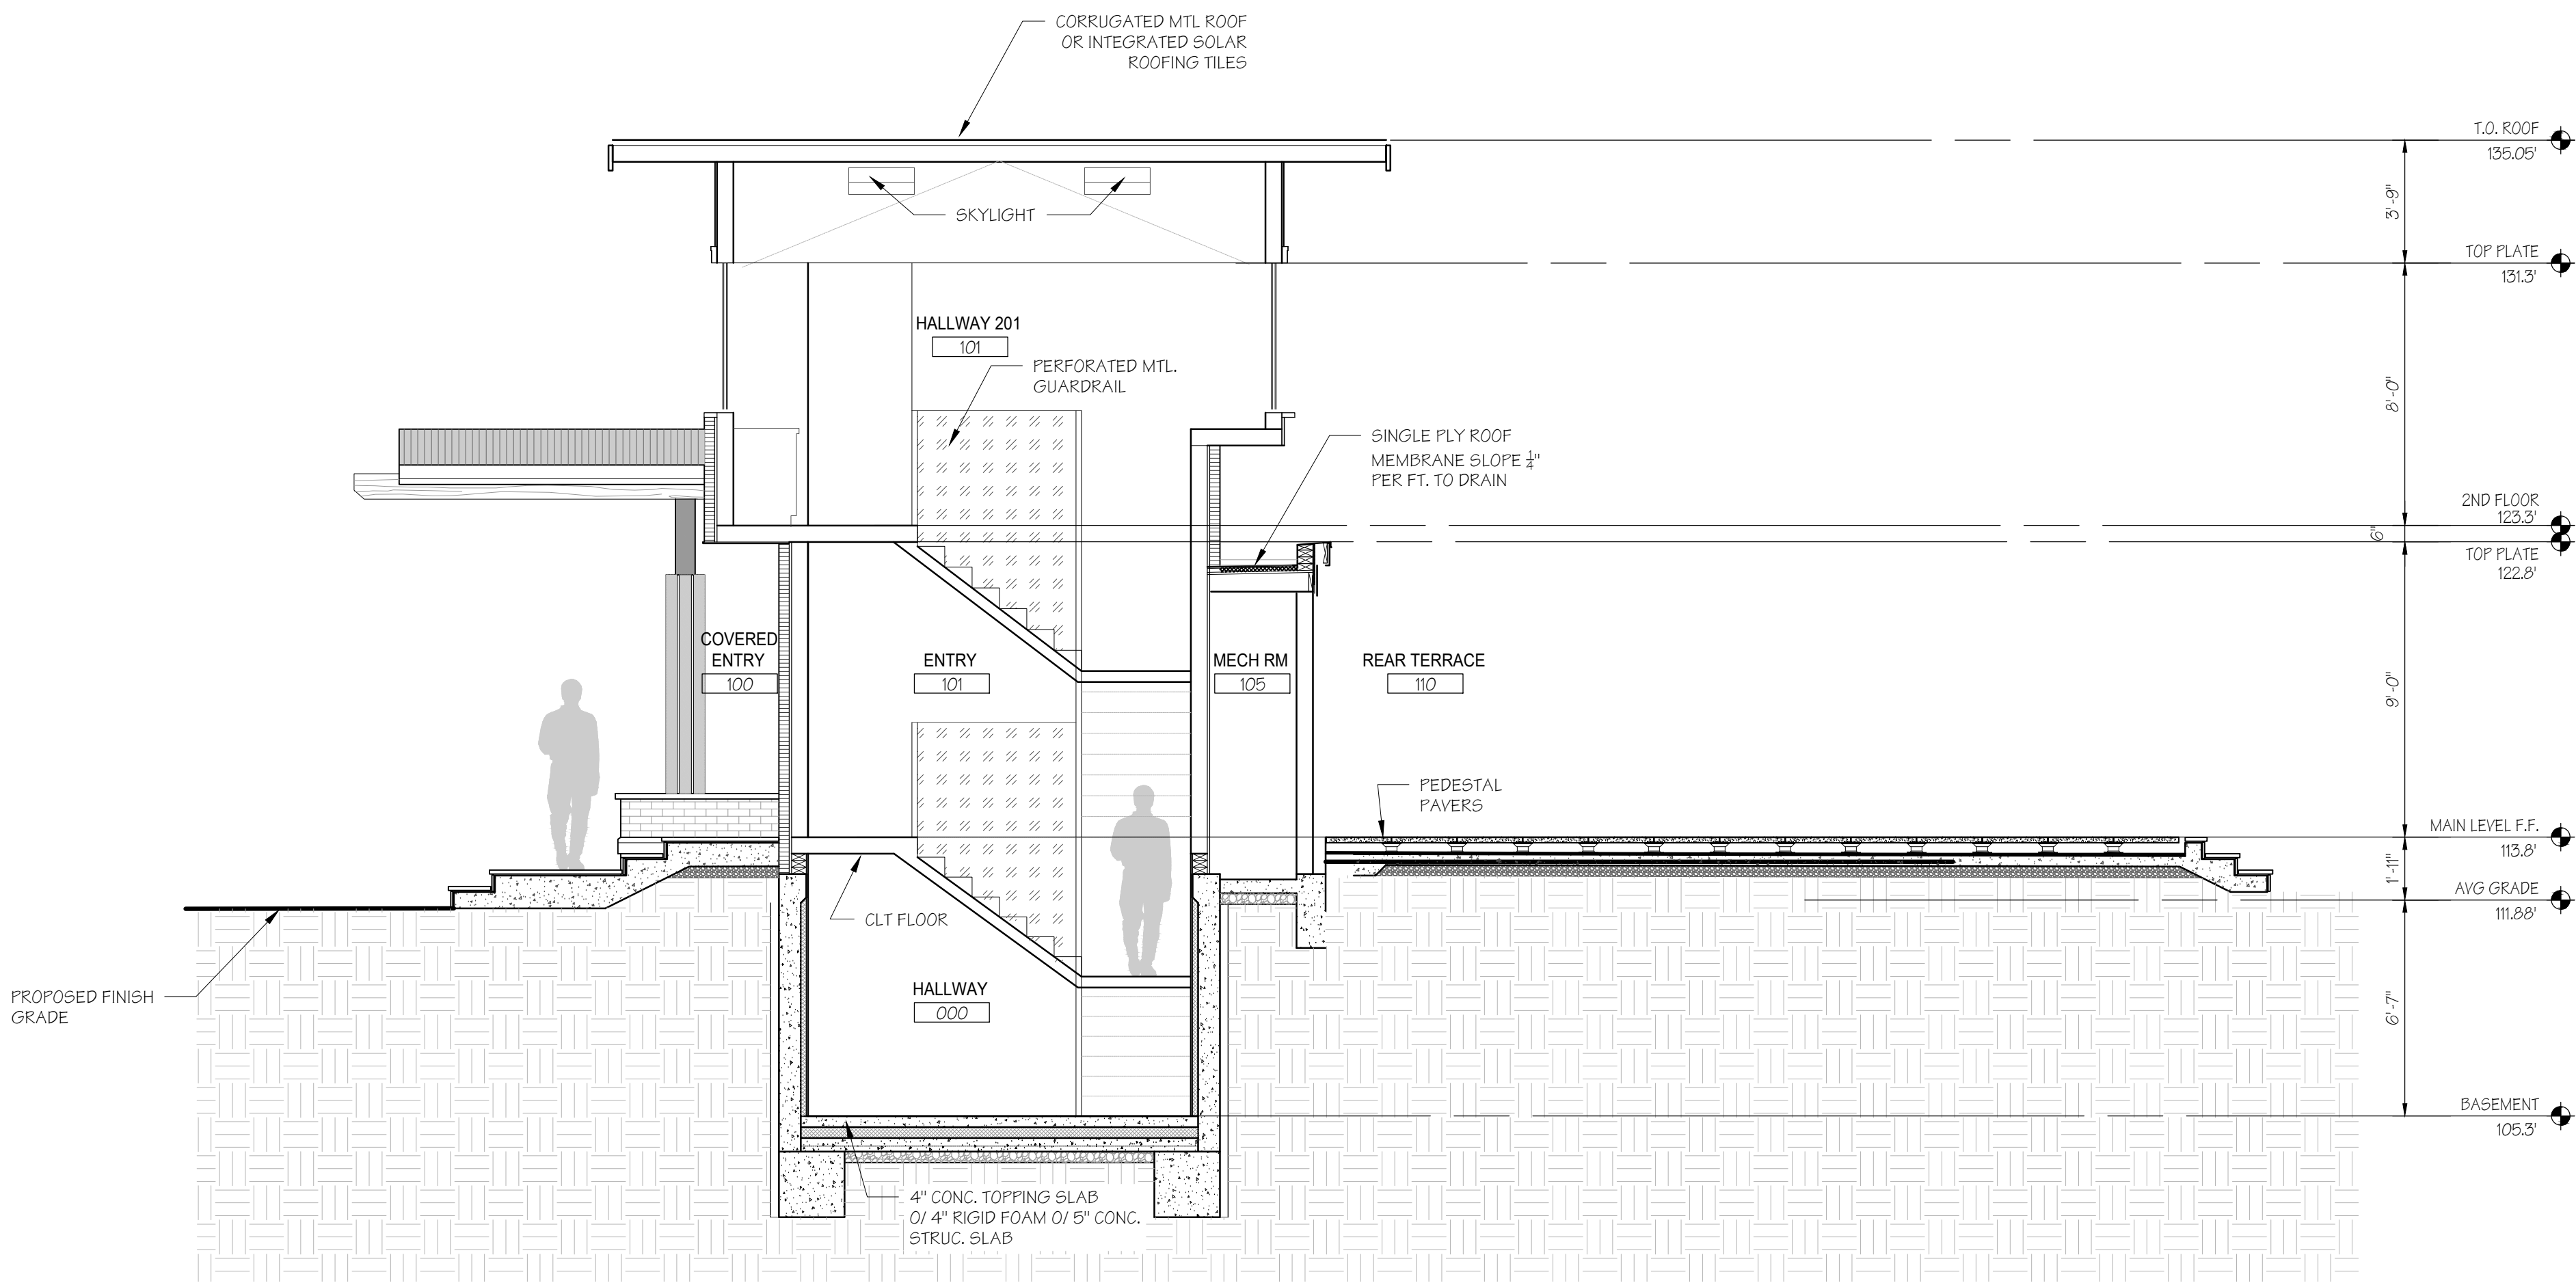 CORRUGATED MTL ROOF
OR INTEGRATED SOLAR
ROOFING TILES
T.O. ROOF
135.05'
3'-9"
SKYLIGHT
TOP PLATE
131.3'
HALLWAY 201
101
PERFORATED MTL.
GUARDRAIL
8'-0"
SINGLE PLY ROOF
MEMBRANE SLOPE 1/4"
PER FT. TO DRAIN
2ND FLOOR
123.3'
6"
TOP PLATE
122.8'
COVERED
ENTRY
100
ENTRY
101
MECH RM
105
REAR TERRACE
110
9'-0"
PEDESTAL
PAVERS
MAIN LEVEL F.F.
113.8'
1'-11"
AVG GRADE
111.88'
CLT FLOOR
PROPOSED FINISH
GRADE
HALLWAY
000
6'-7"
BASEMENT
105.3'
4" CONC. TOPPING SLAB
O/ 4" RIGID FOAM O/ 5" CONC.
STRUC. SLAB